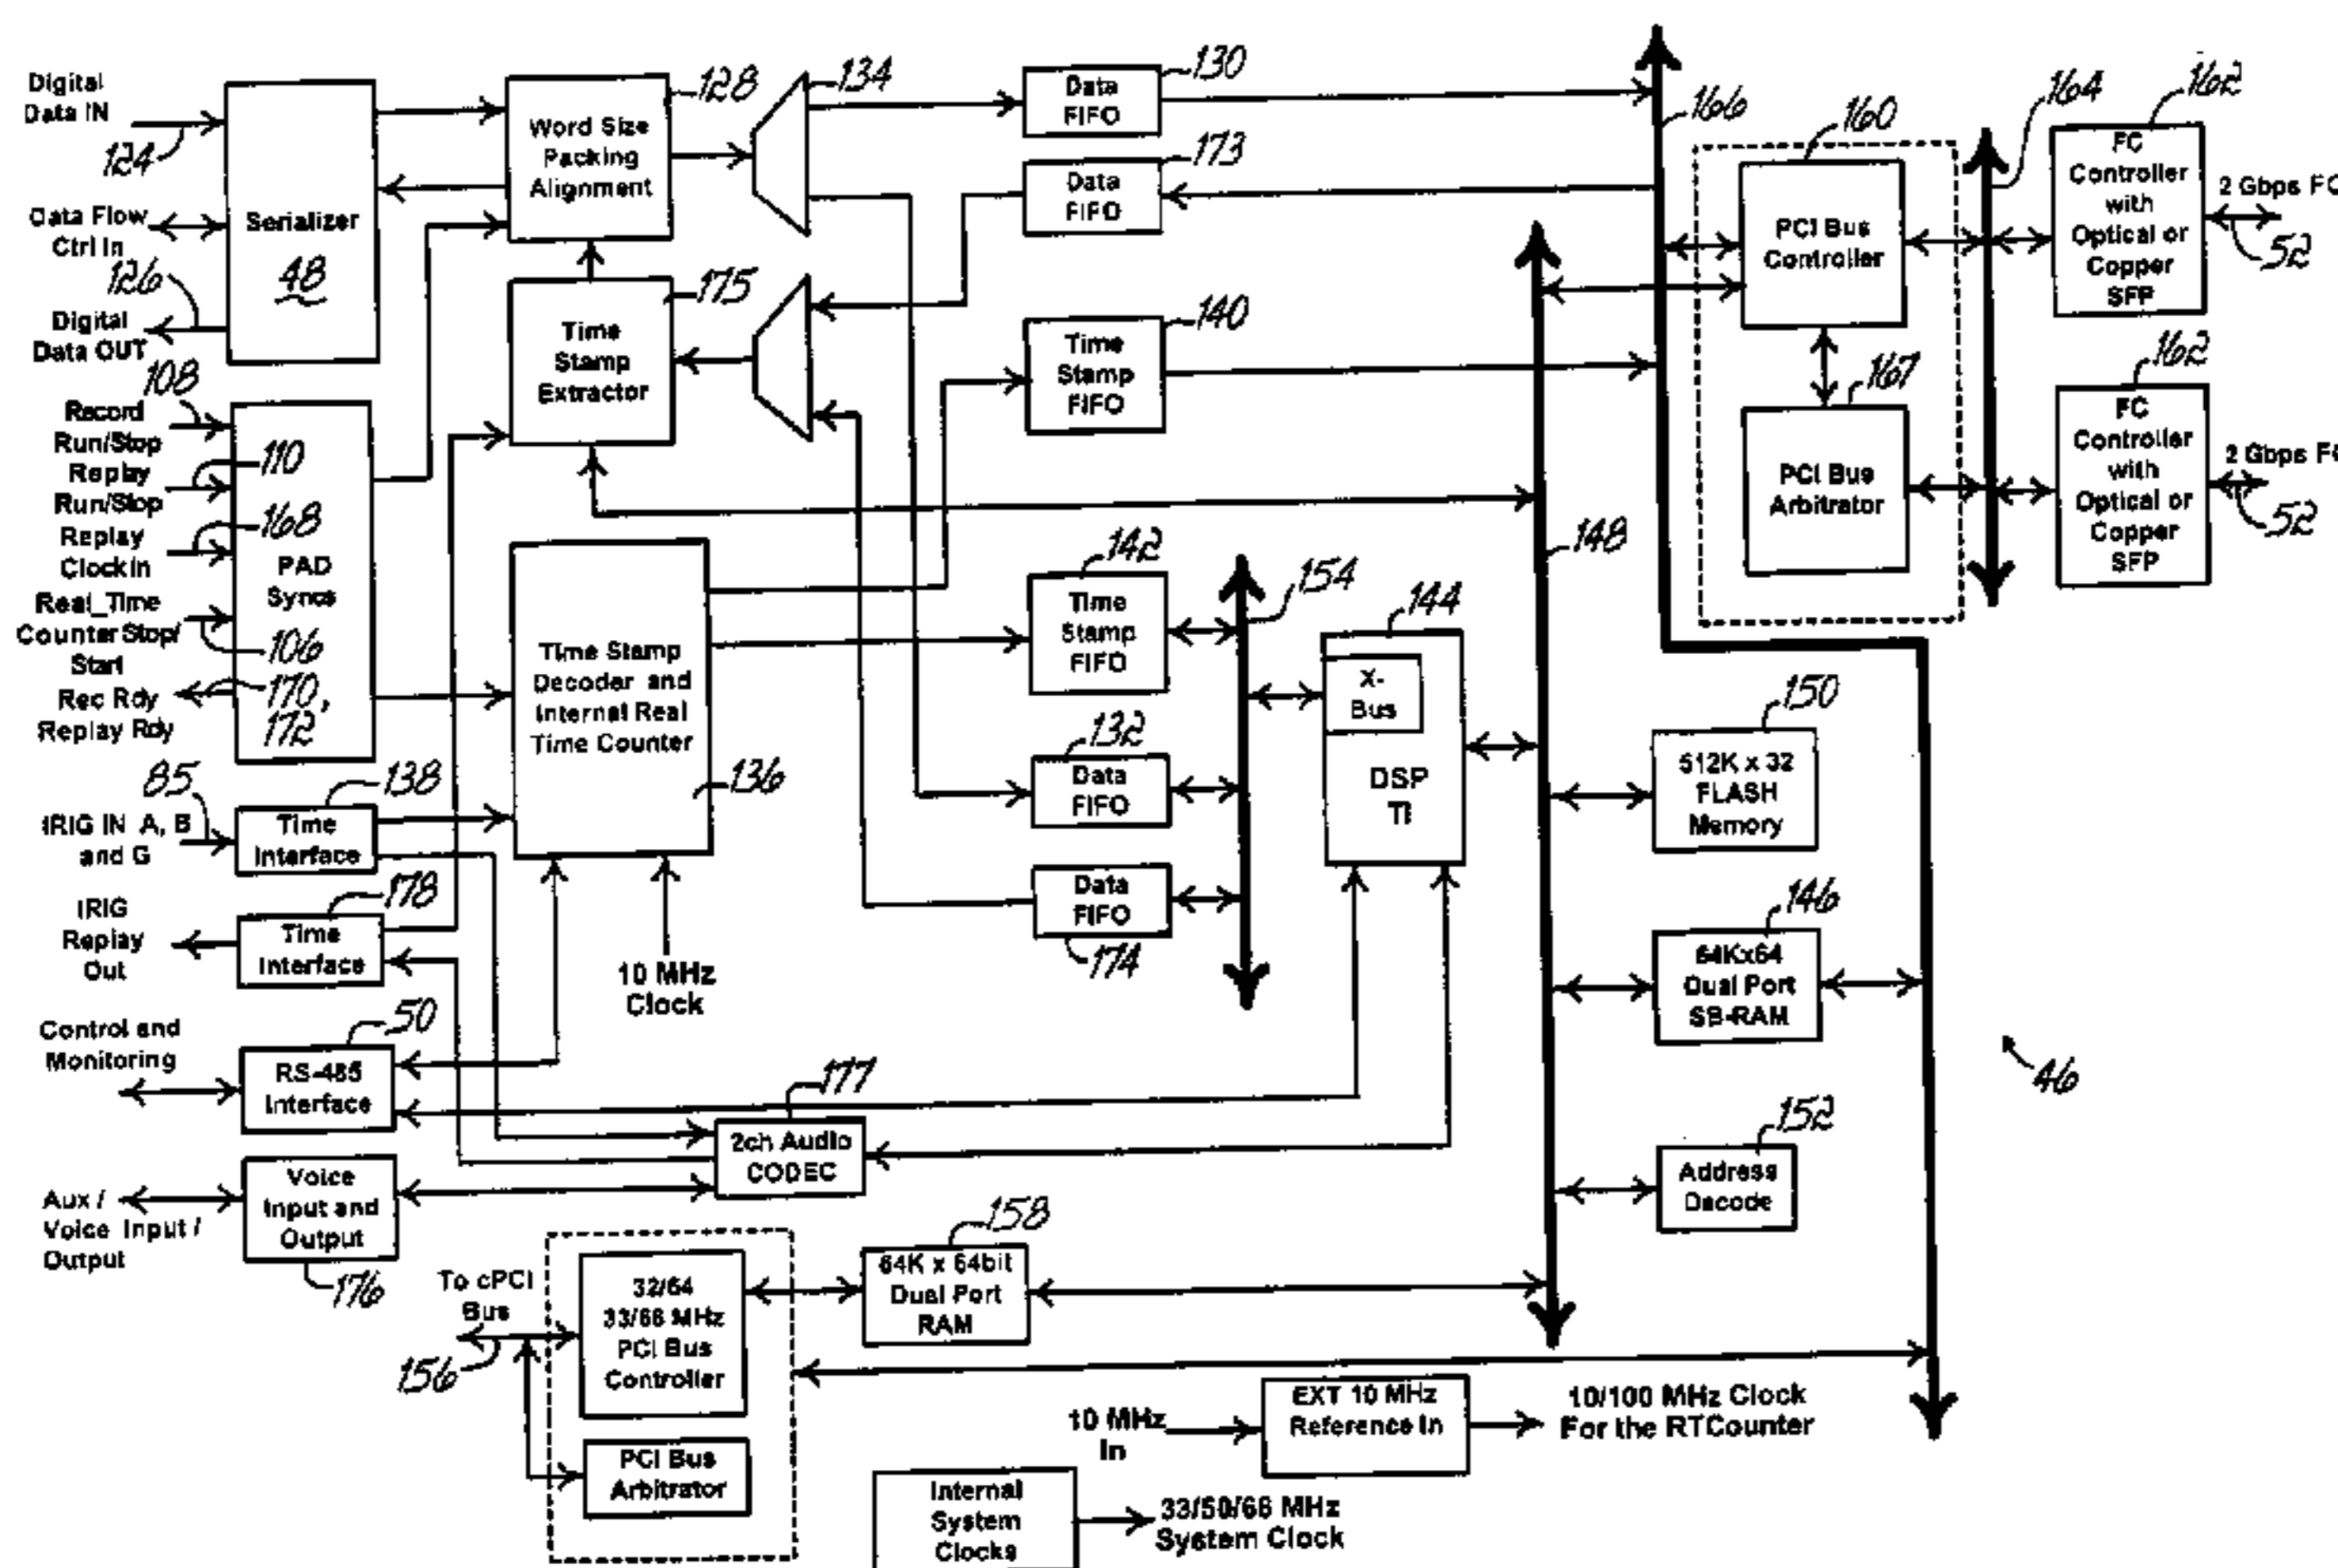 Digital
Data IN
124
Data Flow
Ctrl In
126
Digital
Data OUT
Serializer
48
108
Record
Run/Stop
Replay
Run/Stop
110
Replay
Clock In
168
Real_Time
Counter Stop/
Start
106
Rec Rdy
Replay Rdy
170,
172
PAD
Syncs
85
IRIG IN A, B
and G
138
Time
Interface
IRIG
Replay
Out
178
Time
Interface
Control and
Monitoring
50
RS-485
Interface
Aux /
Voice Input /
Output
Voice
Input and
Output
176
128
Word Size
Packing
Alignment
134
175
Time
Stamp
Extractor
Time Stamp
Decoder and
Internal Real
Time Counter
136
10 MHz
Clock
177
2ch Audio
CODEC
130
Data
FIFO
173
Data
FIFO
140
Time
Stamp
FIFO
142
Time
Stamp
FIFO
154
132
Data
FIFO
Data
FIFO
174
144
X-
Bus
DSP
TI
148
166
160
PCI Bus
Controller
167
PCI Bus
Arbitrator
164
162
FC
Controller
with
Optical or
Copper
SFP
2 Gbps FC
52
162
FC
Controller
with
Optical or
Copper
SFP
2 Gbps FC
52
150
512K x 32
FLASH
Memory
146
64Kx64
Dual Port
SB-RAM
46
152
Address
Decode
To cPCI
Bus
156
32/64
33/66 MHz
PCI Bus
Controller
PCI Bus
Arbitrator
158
64K x 64bit
Dual Port
RAM
10 MHz
In
EXT 10 MHz
Reference In
10/100 MHz Clock
For the RTCounter
Internal
System
Clocks
33/50/66 MHz
System Clock